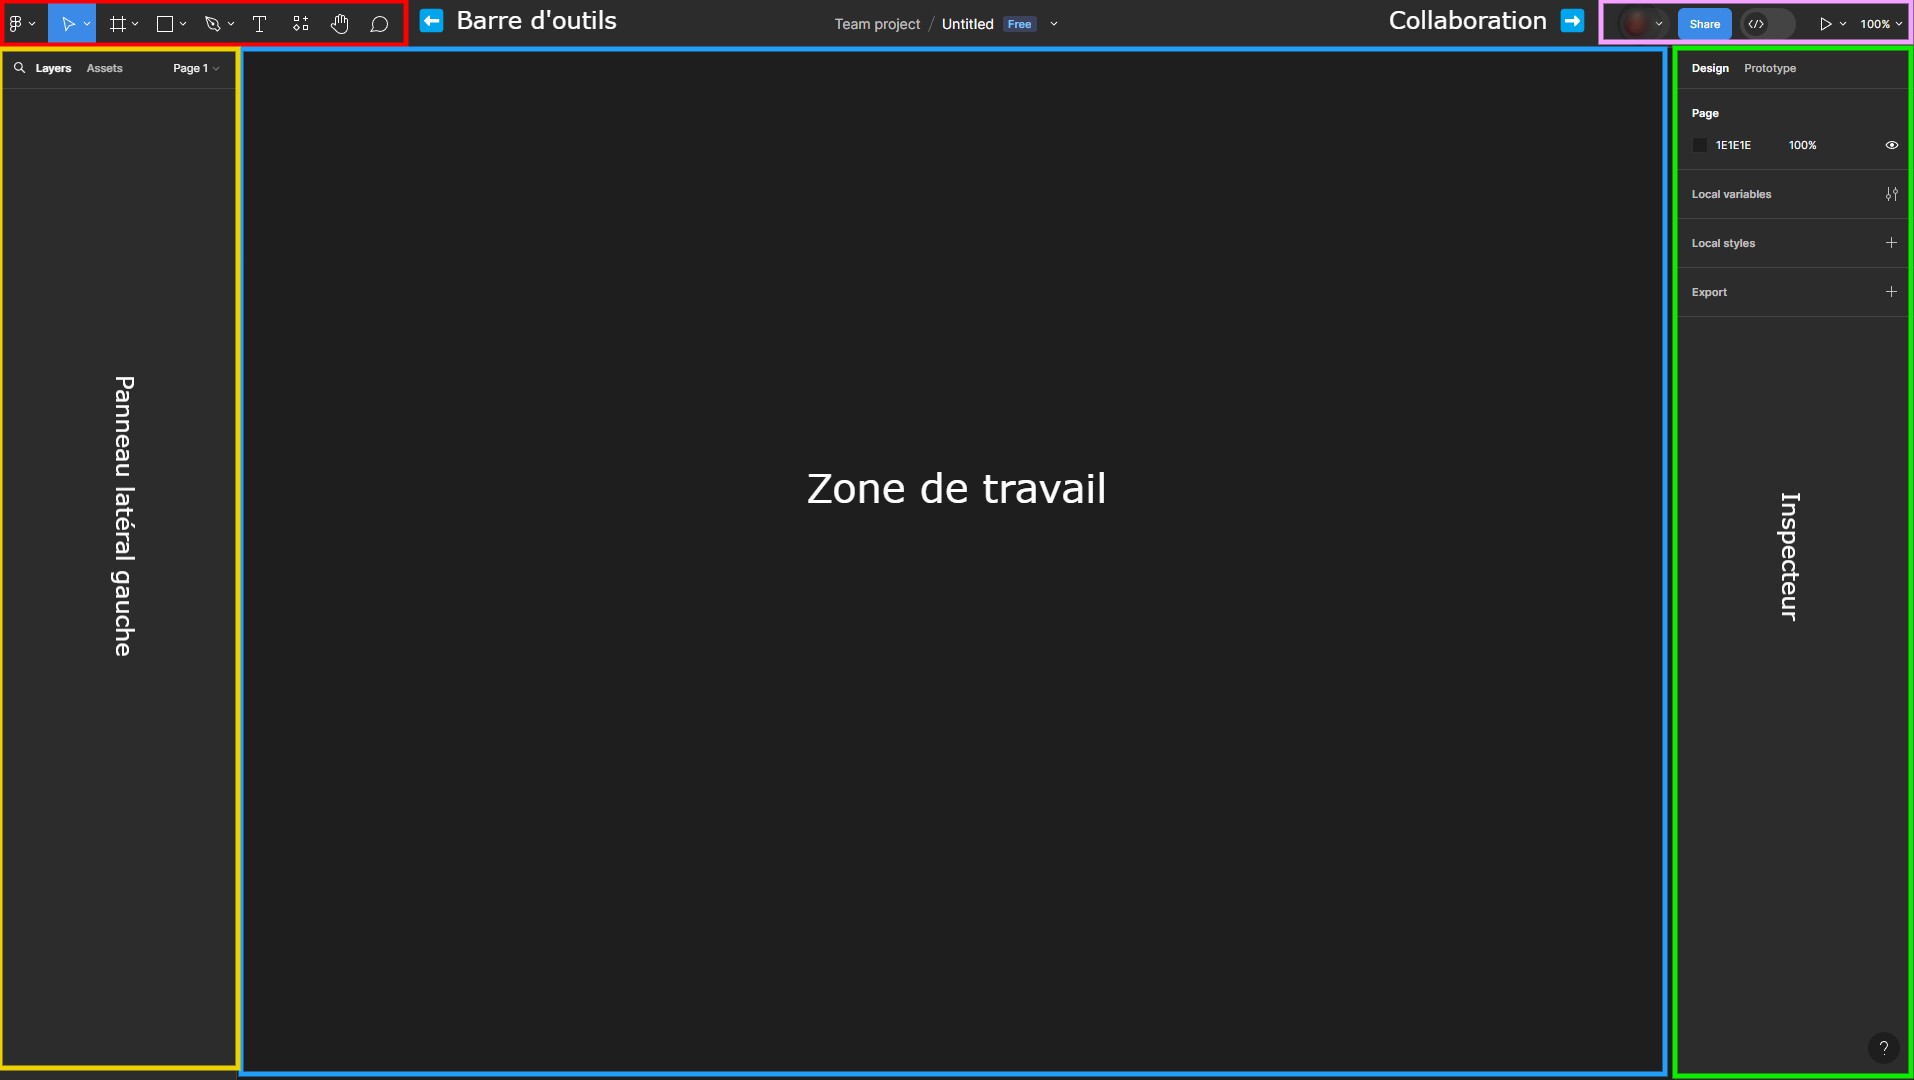 Barre d'outils
Team project / Untitled Free
Collaboration
Share
100%
Layers Assets Page 1
Design Prototype
Page
1E1E1E 100%
Local variables
Local styles
Export
Panneau latéral gauche
Zone de travail
Inspecteur
?